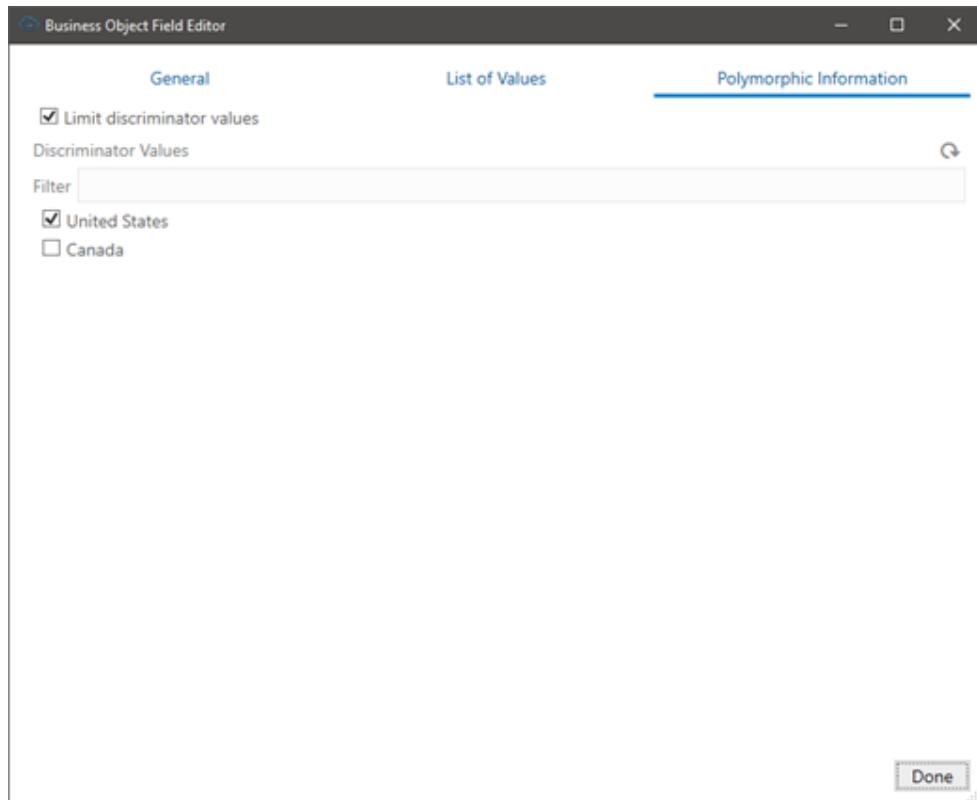 Business Object Field Editor
General List of Values Polymorphic Information
Limit discriminator values
Discriminator Values
Filter
United States
Canada
Done